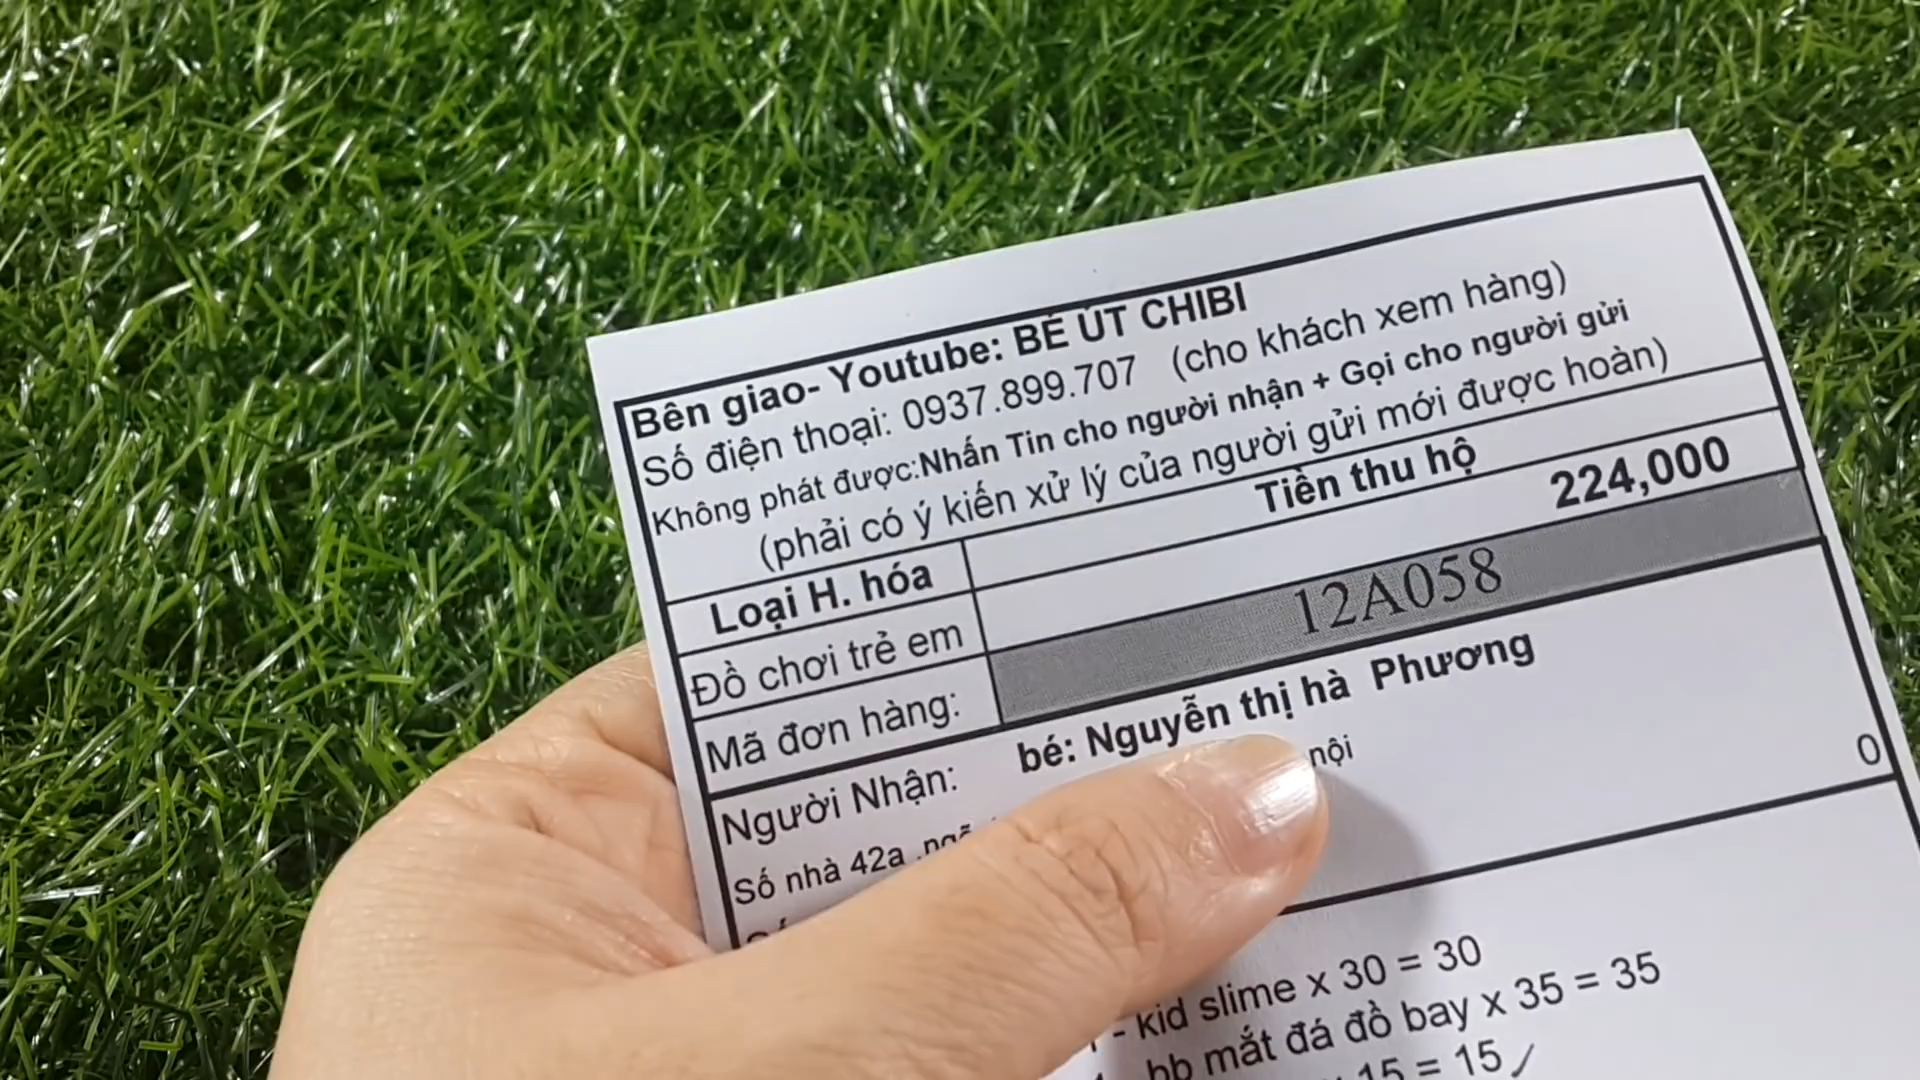 Bên giao- Youtube: BÉ ÚT CHIBI
Số điện thoại: 0937.899.707 (cho khách xem hàng)
Không phát được:Nhấn Tin cho người nhận + Gọi cho người gửi
(phải có ý kiến xử lý của người gửi mới được hoàn)
Loại H. hóa Tiền thu hộ
Đồ chơi trẻ em 224,000
Mã đơn hàng: 12A058
Người Nhận: bé: Nguyễn thị hà Phương
Số nhà 42a nội
0
- kid slime x 30 = 30
bb mắt đá đồ bay x 35 = 35
15 = 15